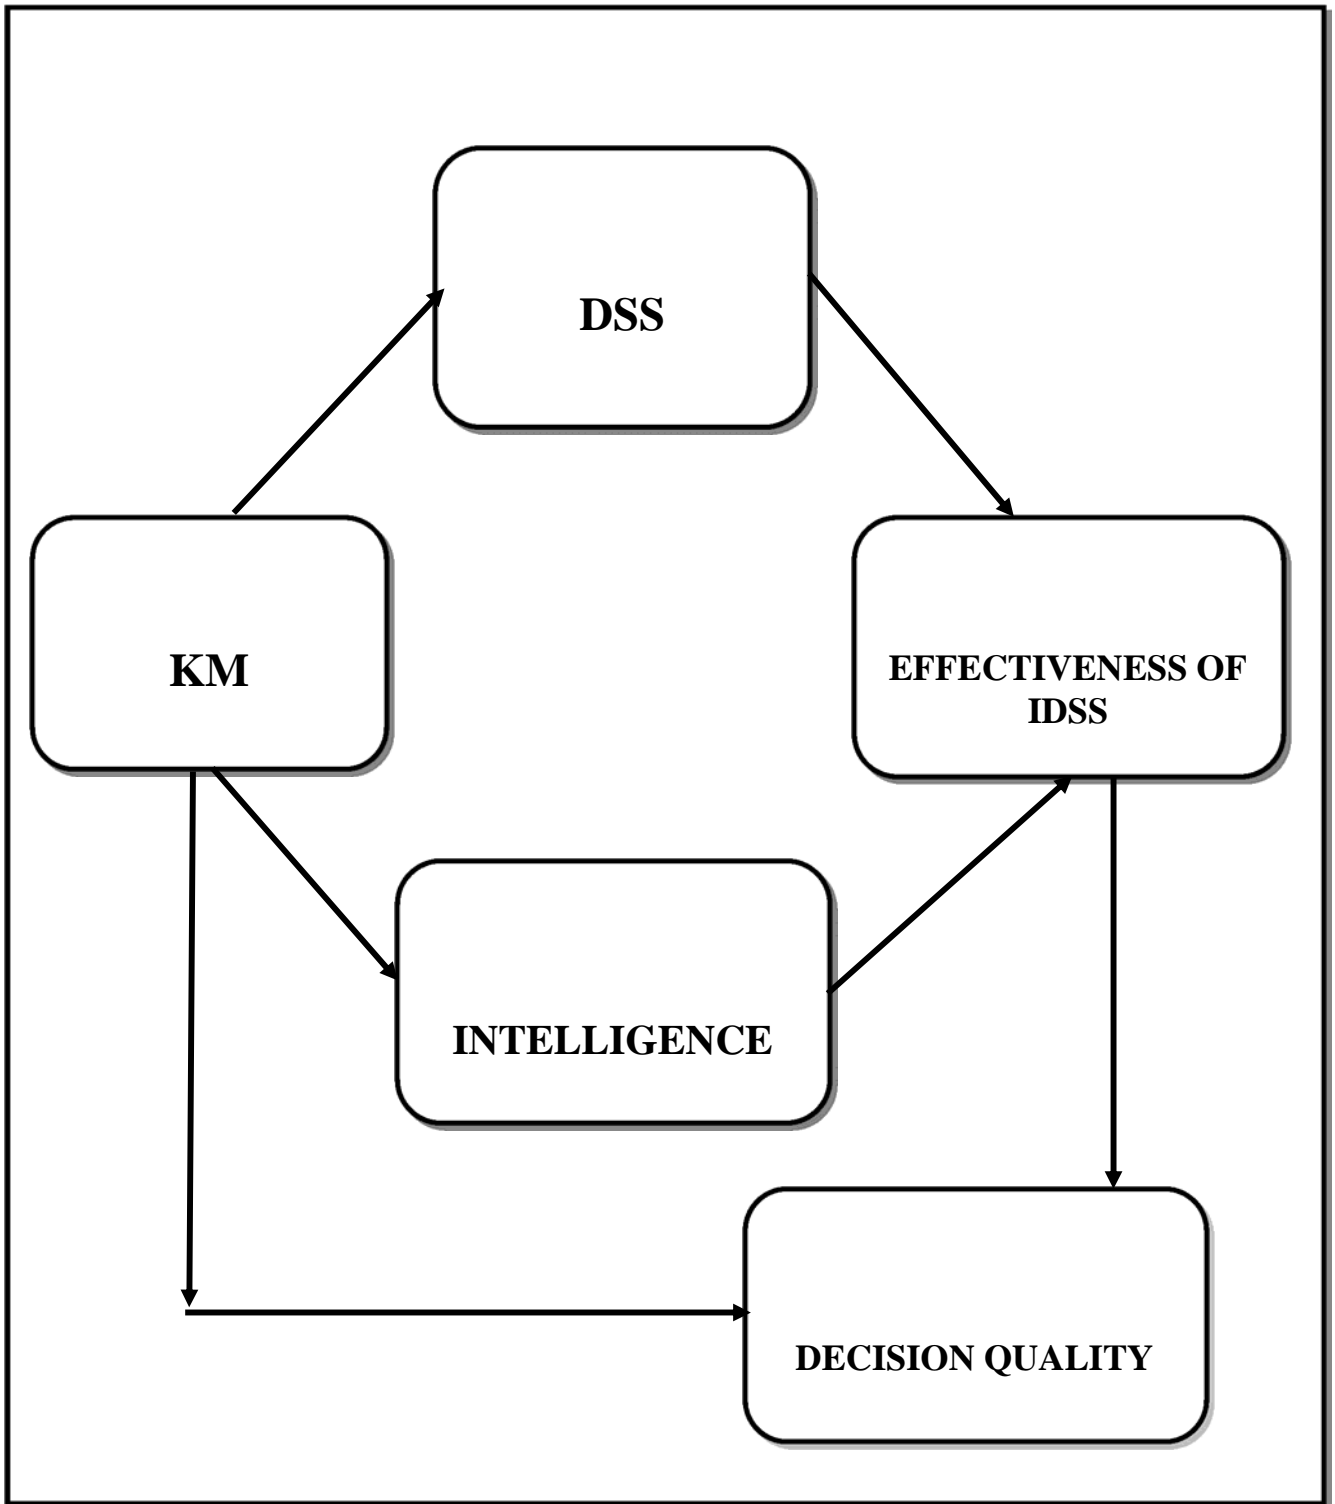 DSS
KM
EFFECTIVENESS OF
IDSS
INTELLIGENCE
DECISION QUALITY